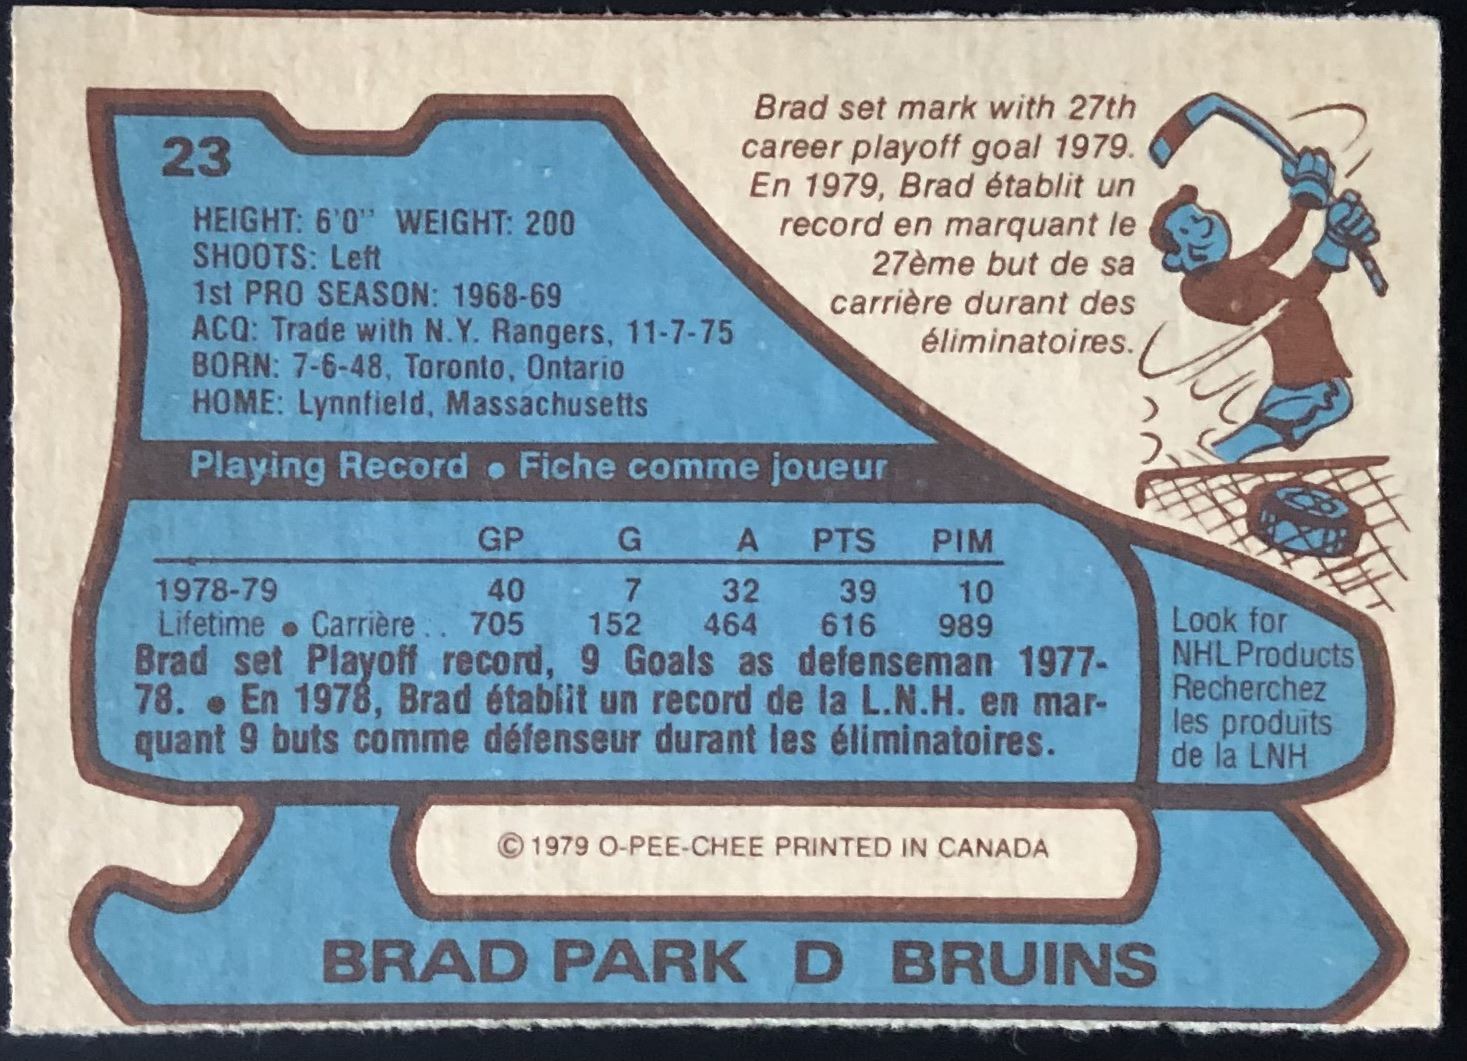 23
Brad set mark with 27th
career playoff goal 1979.
En 1979, Brad établit un
record en marquant le
27ème but de sa
carrière durant des
éliminatoires.
HEIGHT: 6'0" WEIGHT: 200
SHOOTS: Left
1st PRO SEASON: 1968-69
ACQ: Trade with N.Y. Rangers, 11-7-75
BORN: 7-6-48, Toronto, Ontario
HOME: Lynnfield, Massachusetts
Playing Record • Fiche comme joueur
GP G A PTS PIM
1978-79 40 7 32 39 10
Lifetime • Carrière .. 705 152 464 616 989
Brad set Playoff record, 9 Goals as defenseman 1977-
78. • En 1978, Brad établit un record de la L.N.H. en mar-
quant 9 buts comme défenseur durant les éliminatoires.
Look for
NHL Products
Recherchez
les produits
de la LNH
© 1979 O-PEE-CHEE PRINTED IN CANADA
BRAD PARK D BRUINS